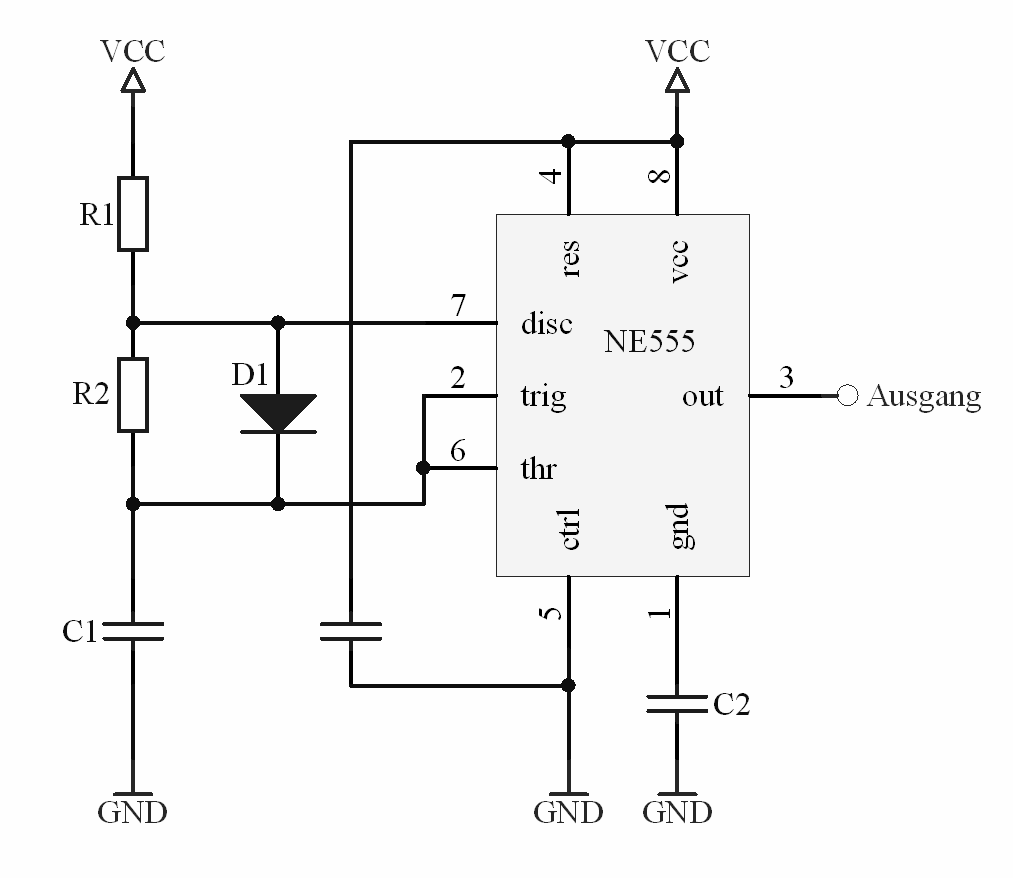 VCC
VCC
4
8
R1
res
vcc
7
disc
NE555
R2
D1
2
trig
out
3
Ausgang
6
thr
ctrl
gnd
5
1
C1
C2
GND
GND
GND